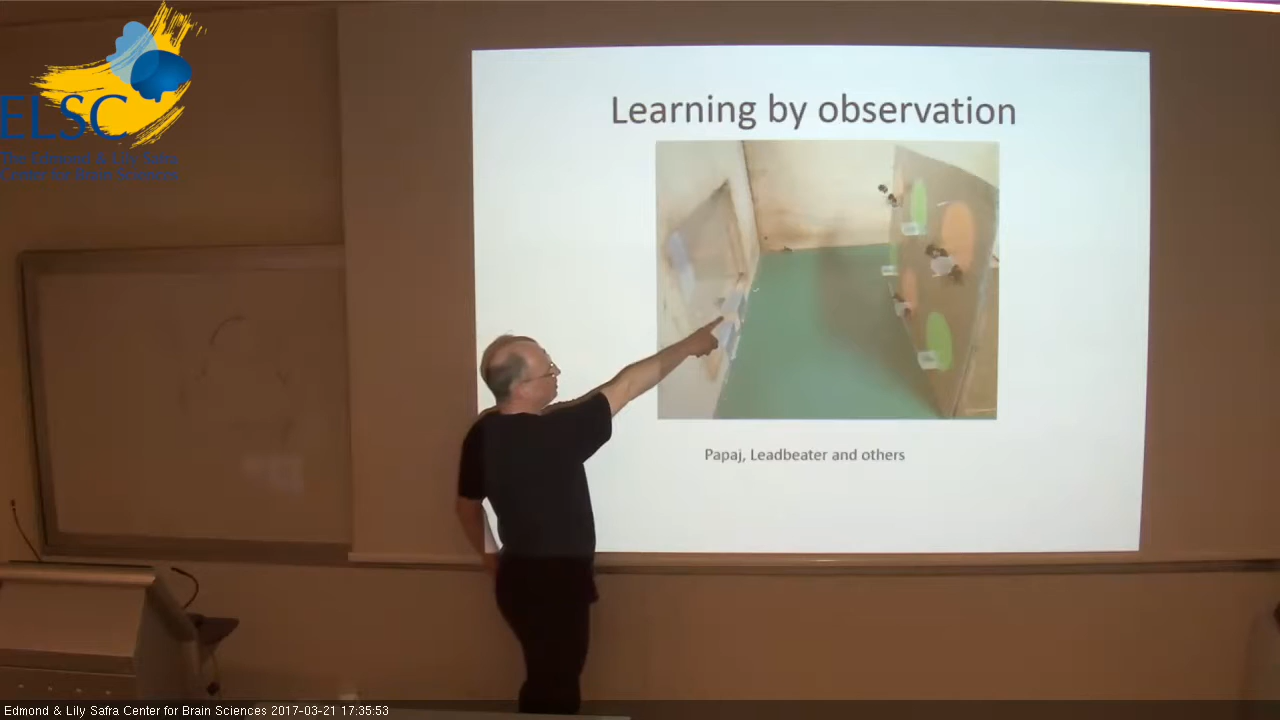 ELSC
The Edmond & Lily Safra
Center for Brain Sciences
Learning by observation
Papaj, Leadbeater and others
Edmond & Lily Safra Center for Brain Sciences 2017-03-21 17:35:53